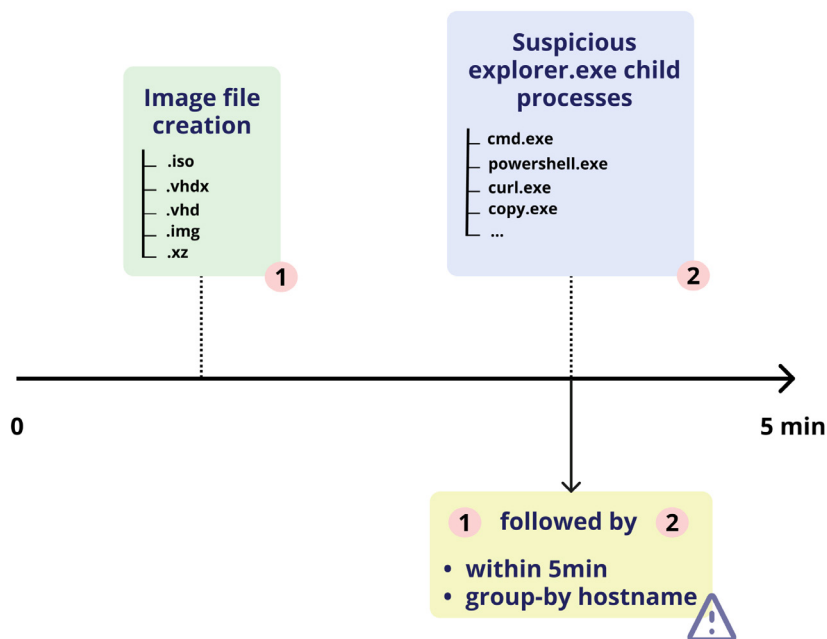 Image file
creation
.iso
.vhdx
.vhd
.img
.xz
1
Suspicious
explorer.exe child
processes
cmd.exe
powershell.exe
curl.exe
copy.exe
...
2
0
5 min
1 followed by 2
• within 5min
• group-by hostname
!